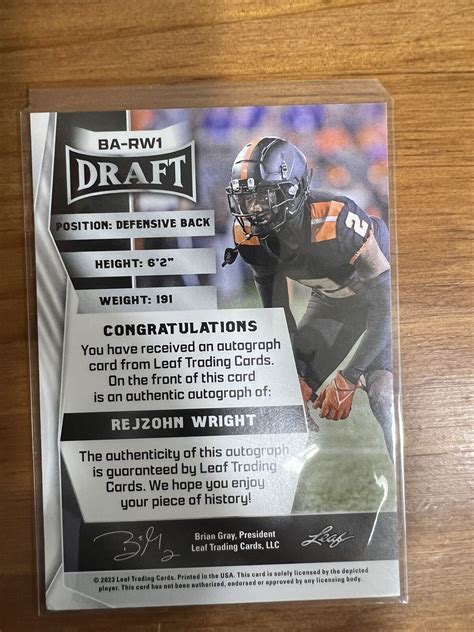 BA-RW1
DRAFT
POSITION: DEFENSIVE BACK
HEIGHT: 6'2"
WEIGHT: 191
CONGRATULATIONS
You have received an autograph
card from Leaf Trading Cards.
On the front of this card
is an authentic autograph of:
REJZOHN WRIGHT
The authenticity of this autograph
is guaranteed by Leaf Trading
Cards. We hope you enjoy
your piece of history!
Brian Gray, President
Leaf Trading Cards, LLC
Leaf
© 2023 Leaf Trading Cards. Printed in the USA. This card is solely licensed by the depicted
player. This card has not been authorized, endorsed or approved by any licensing body.
2